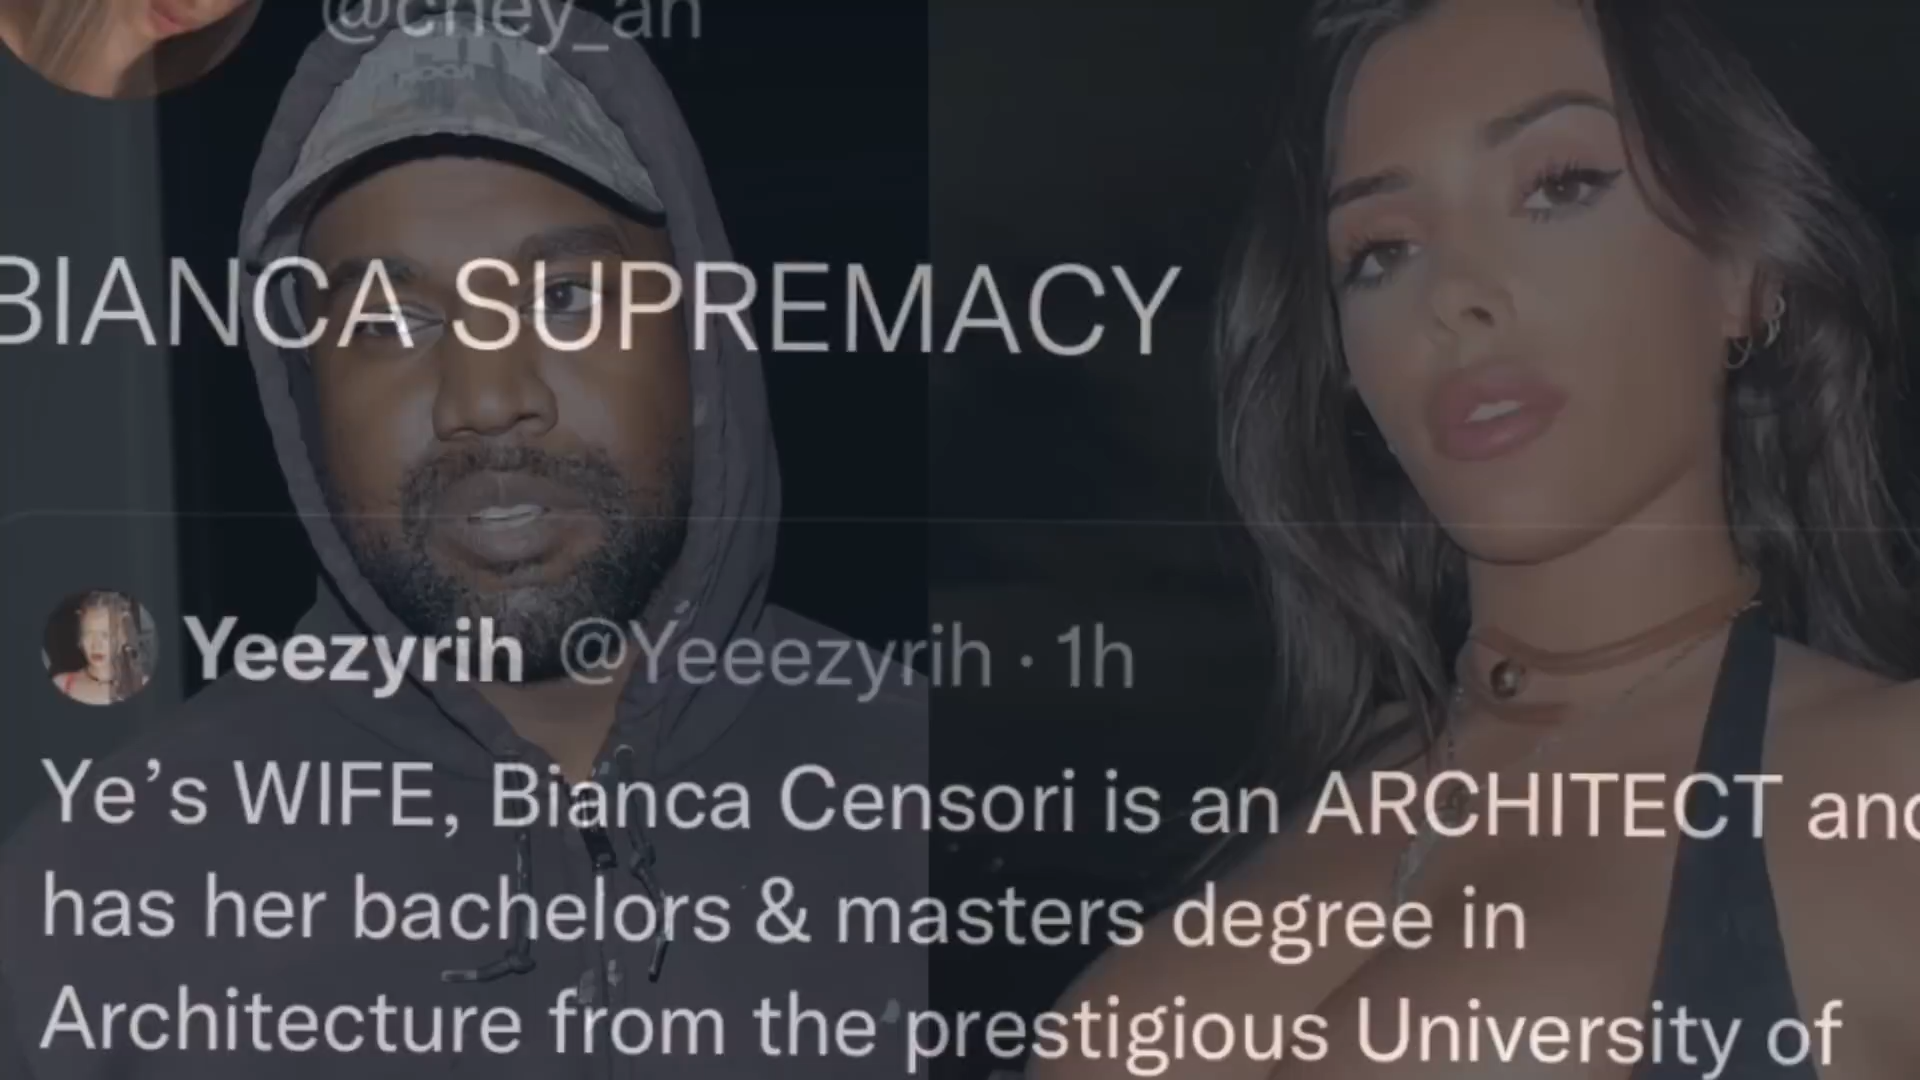 @chey_an
BIANCA SUPREMACY
Yeezyrih @Yeeezyrih · 1h
Ye’s WIFE, Bianca Censori is an ARCHITECT and
has her bachelors & masters degree in
Architecture from the prestigious University of